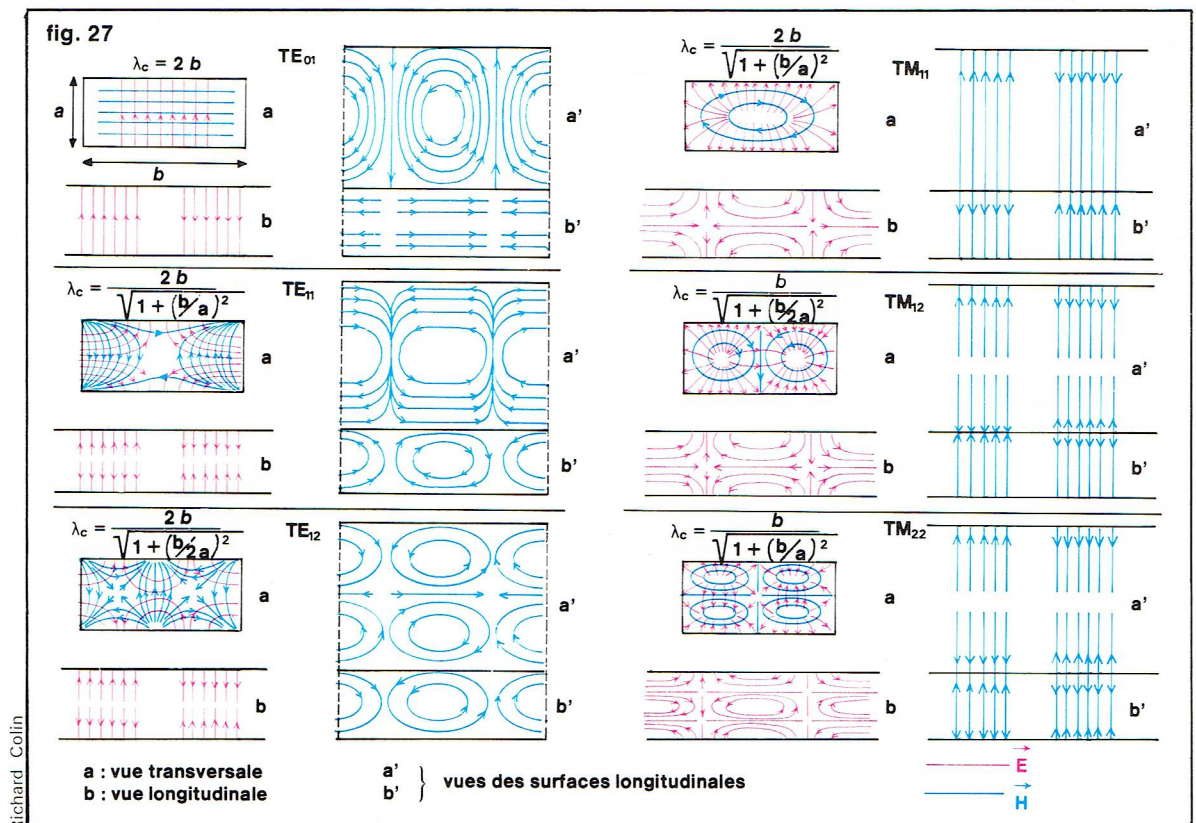 fig. 27
λc = 2 b
TE01
a
a
a'
b
b
b'
λc = 2 b / √1 + (b/a)²
TM11
a
a'
b
b'
λc = 2 b / √1 + (b/a)²
TE11
a
a'
b
b'
λc = b / √1 + (b/2a)²
TM12
a
a'
b
b'
λc = 2 b / √1 + (b/2a)²
TE12
a
a'
b
b'
λc = b / √1 + (b/a)²
TM22
a
a'
b
b'
a : vue transversale
b : vue longitudinale
a'
b'
} vues des surfaces longitudinales
E
H
Richard Colin